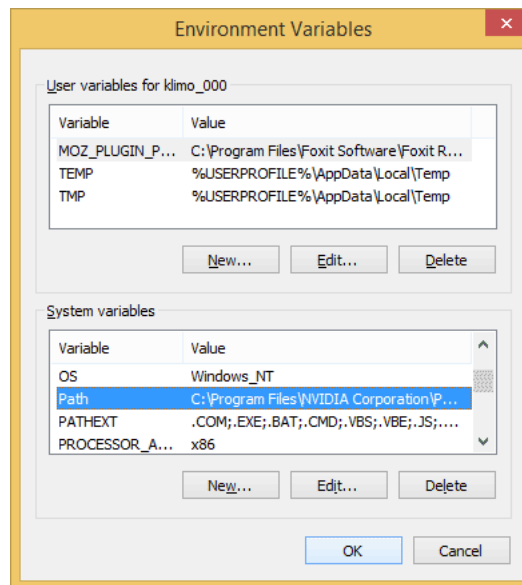 Environment Variables
User variables for klimo_000
Variable Value
MOZ_PLUGIN_P... C:\Program Files\Foxit Software\Foxit R...
TEMP %USERPROFILE%\AppData\Local\Temp
TMP %USERPROFILE%\AppData\Local\Temp
New... Edit... Delete
System variables
Variable Value
OS Windows_NT
Path C:\Program Files\NVIDIA Corporation\P...
PATHEXT .COM;.EXE;.BAT;.CMD;.VBS;.VBE;.JS;....
PROCESSOR_A... x86
New... Edit... Delete
OK Cancel